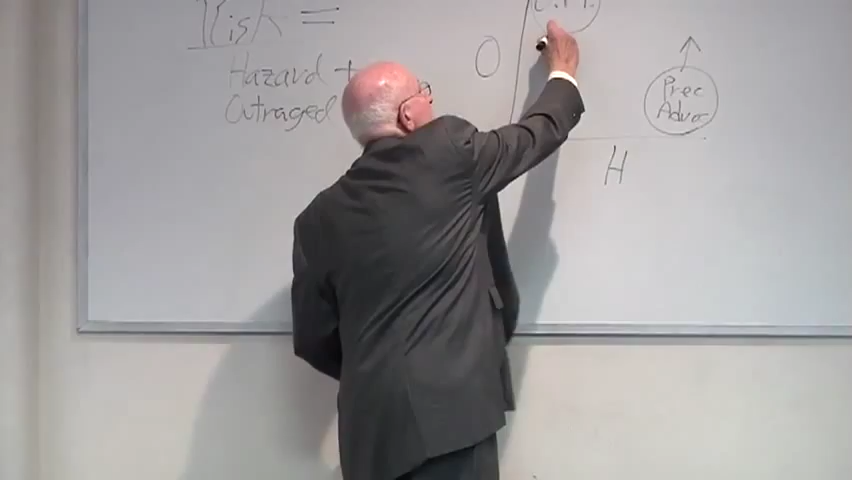 Risk =
Hazard +
Outraged
O
H
Prec
Advoc